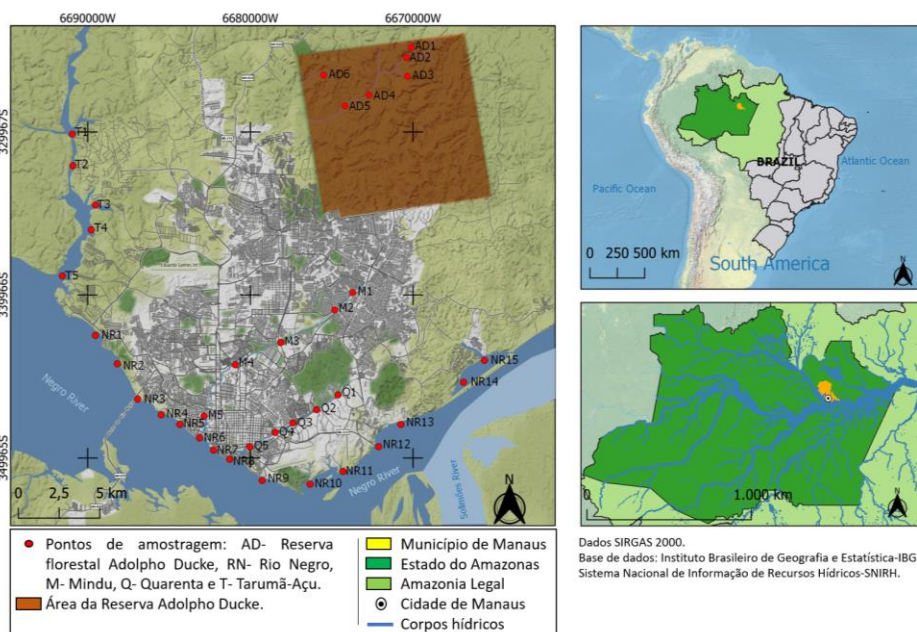 6690000W 6680000W 6670000W
329967S
339966S
349965S
AD1
AD2
AD3
AD4
AD5
AD6
T1
T2
T3
T4
T5
M1
M2
M3
M4
M5
Q1
Q2
Q3
Q4
Q5
NR1
NR2
NR3
NR4
NR5
NR6
NR7
NR8
NR9
NR10
NR11
NR12
NR13
NR14
NR15
Negro River
Negro River
Solimões River
N
0 2,5 5 km
BRAZIL
Pacific Ocean
Atlantic Ocean
South America
0 250 500 km
N
0 1.000 km
N
Pontos de amostragem: AD- Reserva
florestal Adolpho Ducke, RN- Rio Negro,
M- Mindu, Q- Quarenta e T- Tarumã-Açu.
Área da Reserva Adolpho Ducke.
Município de Manaus
Estado do Amazonas
Amazonia Legal
Cidade de Manaus
Corpos hídricos
Dados SIRGAS 2000.
Base de dados: Instituto Brasileiro de Geografia e Estatística-IBG
Sistema Nacional de Informação de Recursos Hídricos-SNIRH.